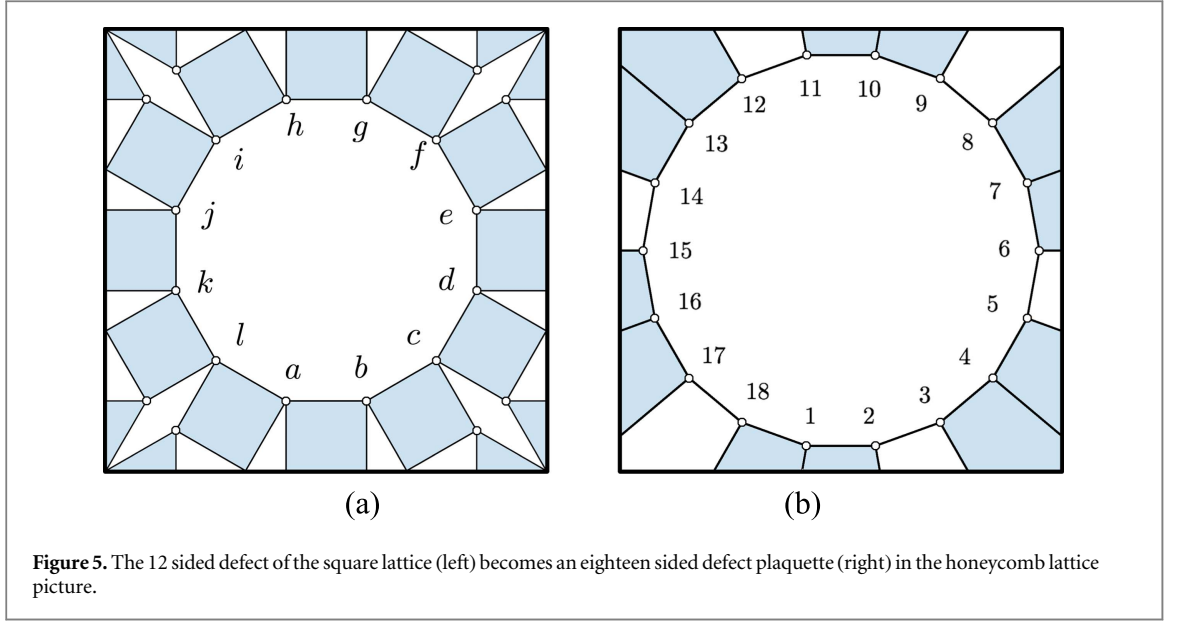 h g
i f
j e
k d
l c
a b
(a)
11 10
12 9
13 8
14 7
15 6
16 5
17 4
18 3
1 2
(b)
Figure 5. The 12 sided defect of the square lattice (left) becomes an eighteen sided defect plaquette (right) in the honeycomb lattice
picture.